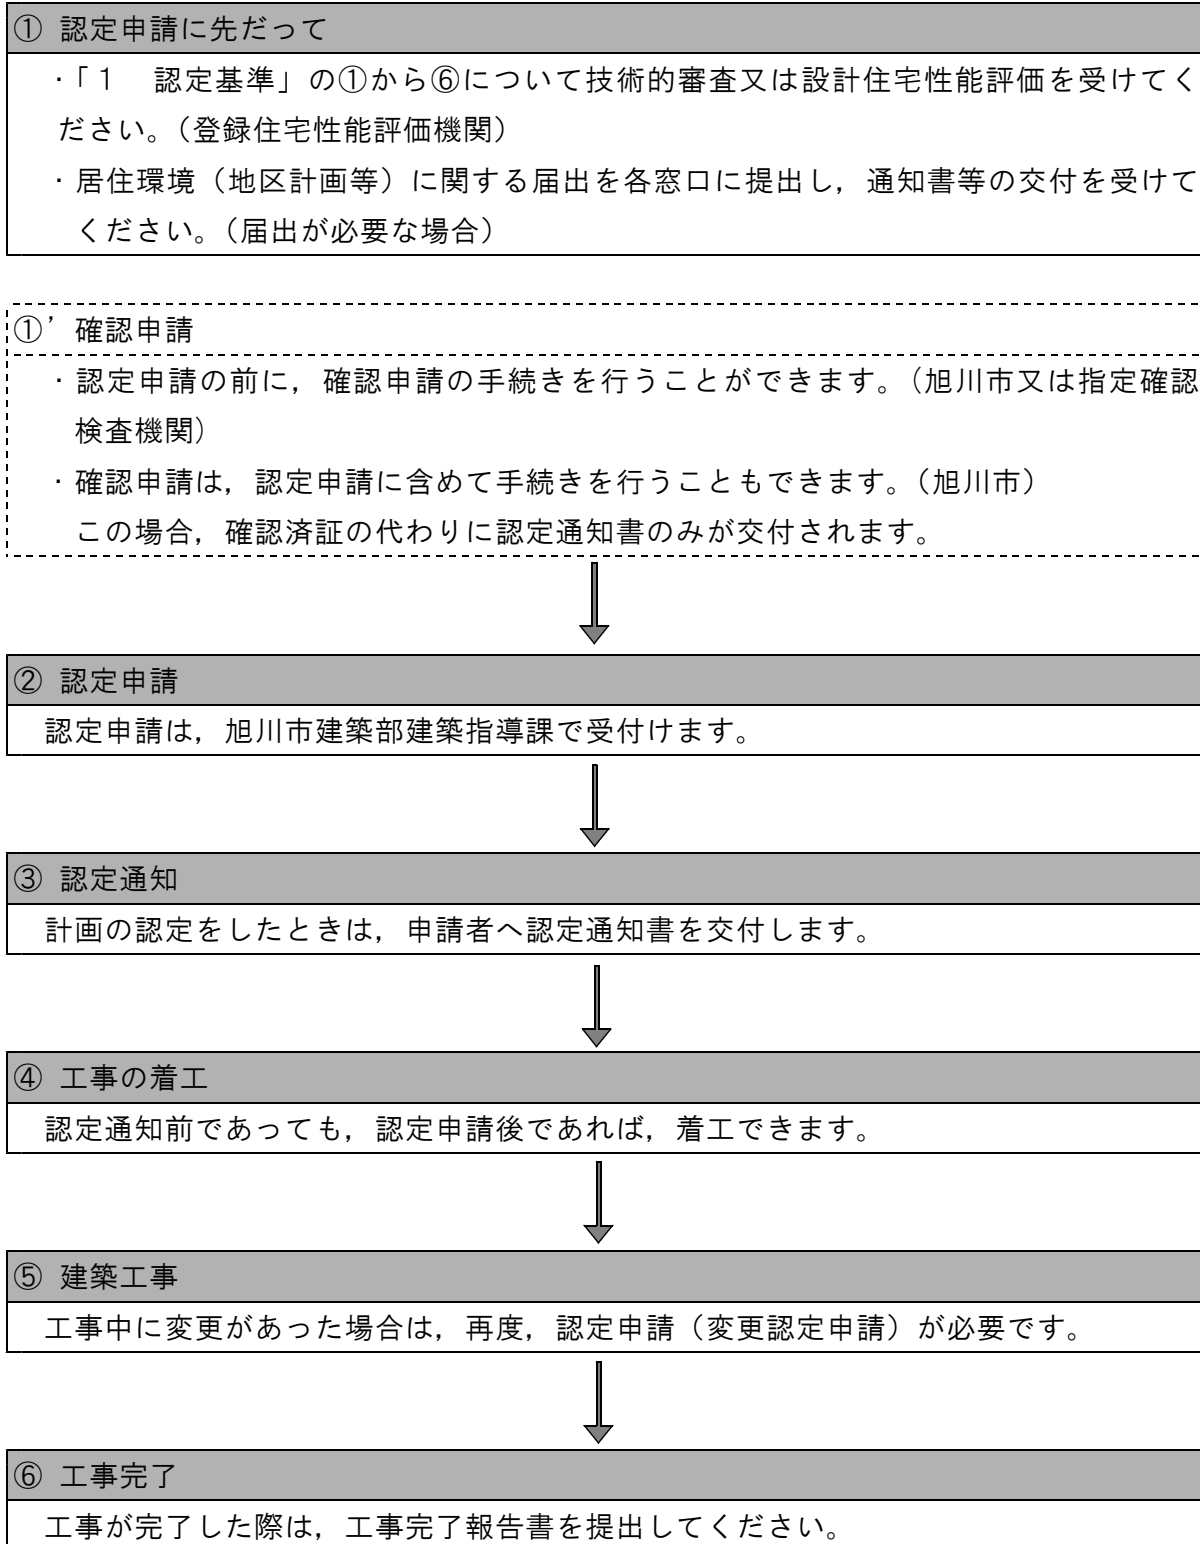 ① 認定申請に先だって
・「1　認定基準」の①から⑥について技術的審査又は設計住宅性能評価を受けてく
ださい。（登録住宅性能評価機関）
・居住環境（地区計画等）に関する届出を各窓口に提出し，通知書等の交付を受けて
ください。（届出が必要な場合）
①’確認申請
・認定申請の前に，確認申請の手続きを行うことができます。（旭川市又は指定確認
検査機関）
・確認申請は，認定申請に含めて手続きを行うこともできます。（旭川市）
この場合，確認済証の代わりに認定通知書のみが交付されます。
② 認定申請
認定申請は，旭川市建築部建築指導課で受付けます。
③ 認定通知
計画の認定をしたときは，申請者へ認定通知書を交付します。
④ 工事の着工
認定通知前であっても，認定申請後であれば，着工できます。
⑤ 建築工事
工事中に変更があった場合は，再度，認定申請（変更認定申請）が必要です。
⑥ 工事完了
工事が完了した際は，工事完了報告書を提出してください。